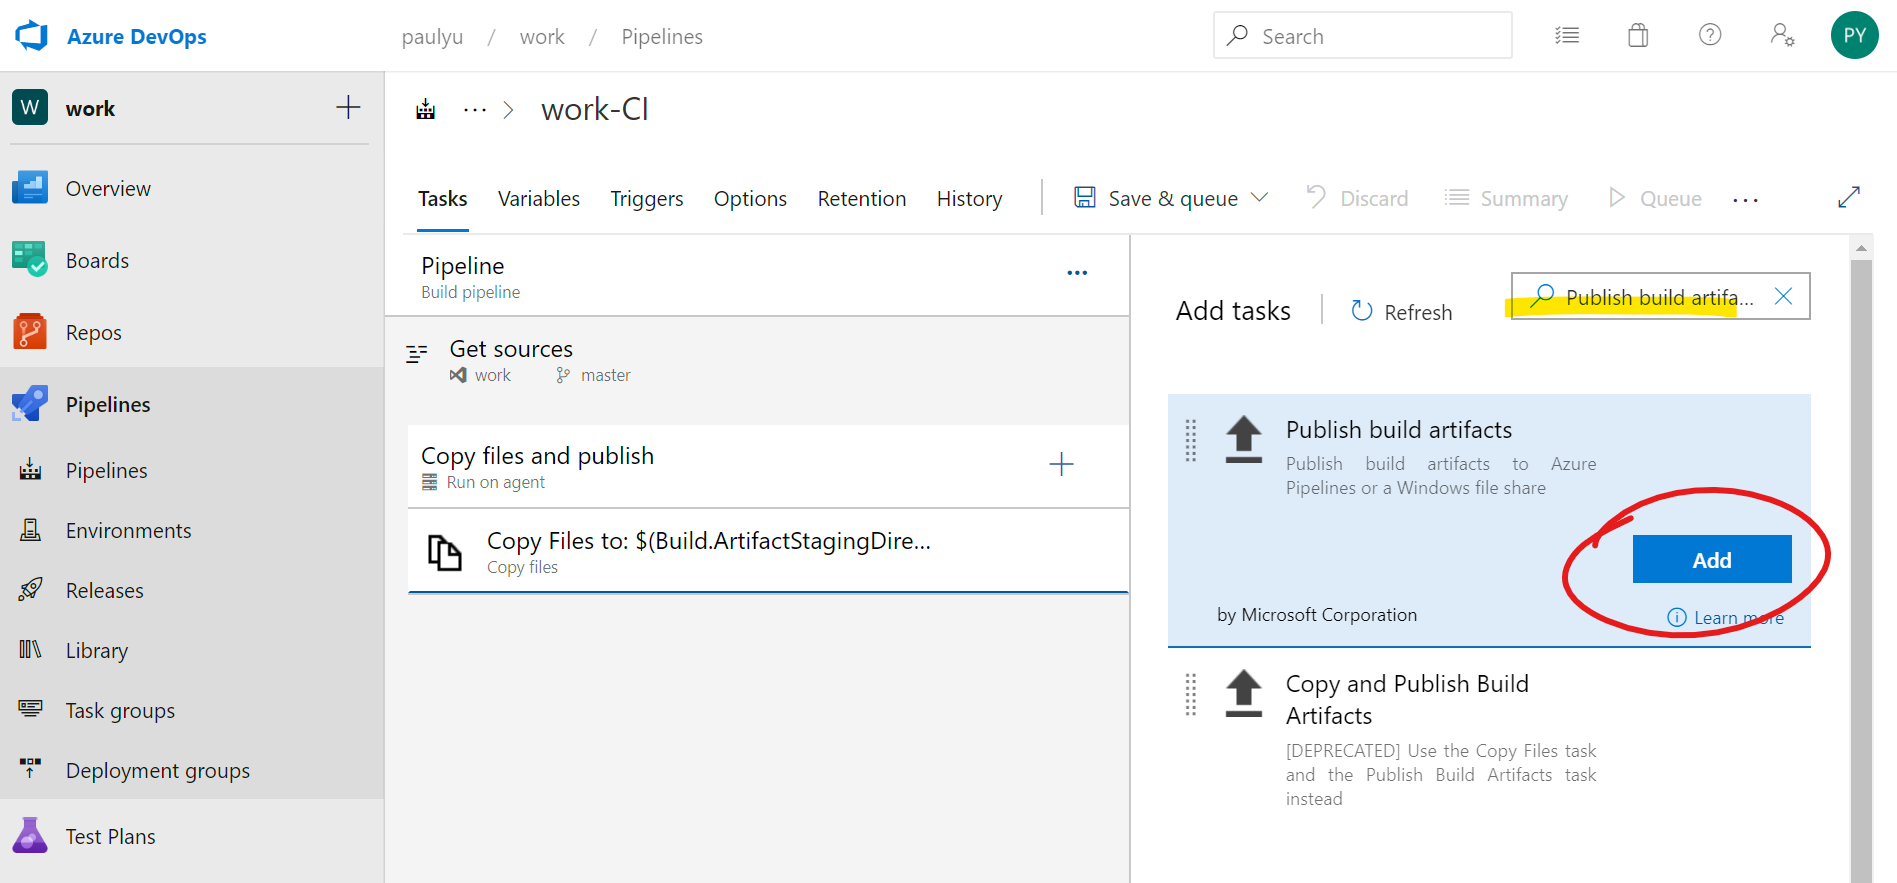 Azure DevOps
paulyu / work / Pipelines
Search
PY
W work
Overview
Boards
Repos
Pipelines
Pipelines
Environments
Releases
Library
Task groups
Deployment groups
Test Plans
··· > work-CI
Tasks Variables Triggers Options Retention History Save & queue Discard Summary Queue ...
Pipeline
Build pipeline
Get sources
work master
Copy files and publish
Run on agent
Copy Files to: $(Build.ArtifactStagingDire...
Copy files
Add tasks Refresh
Publish build artifa...
Publish build artifacts
Publish build artifacts to Azure
Pipelines or a Windows file share
Add
by Microsoft Corporation
Learn more
Copy and Publish Build
Artifacts
[DEPRECATED] Use the Copy Files task
and the Publish Build Artifacts task
instead